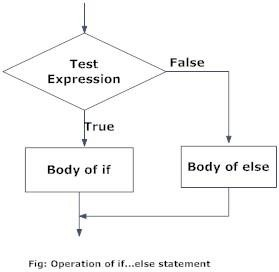 Test
Expression
False
True
Body of if
Body of else
Fig: Operation of if...else statement